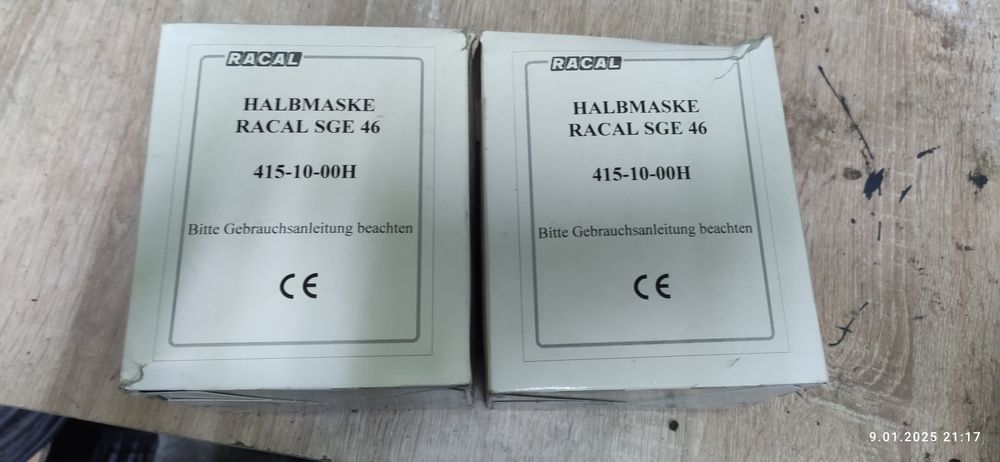 RACAL
HALBMASKE
RACAL SGE 46
415-10-00H
Bitte Gebrauchsanleitung beachten
CE
RACAL
HALBMASKE
RACAL SGE 46
415-10-00H
Bitte Gebrauchsanleitung beachten
CE
9.01.2025 21:17